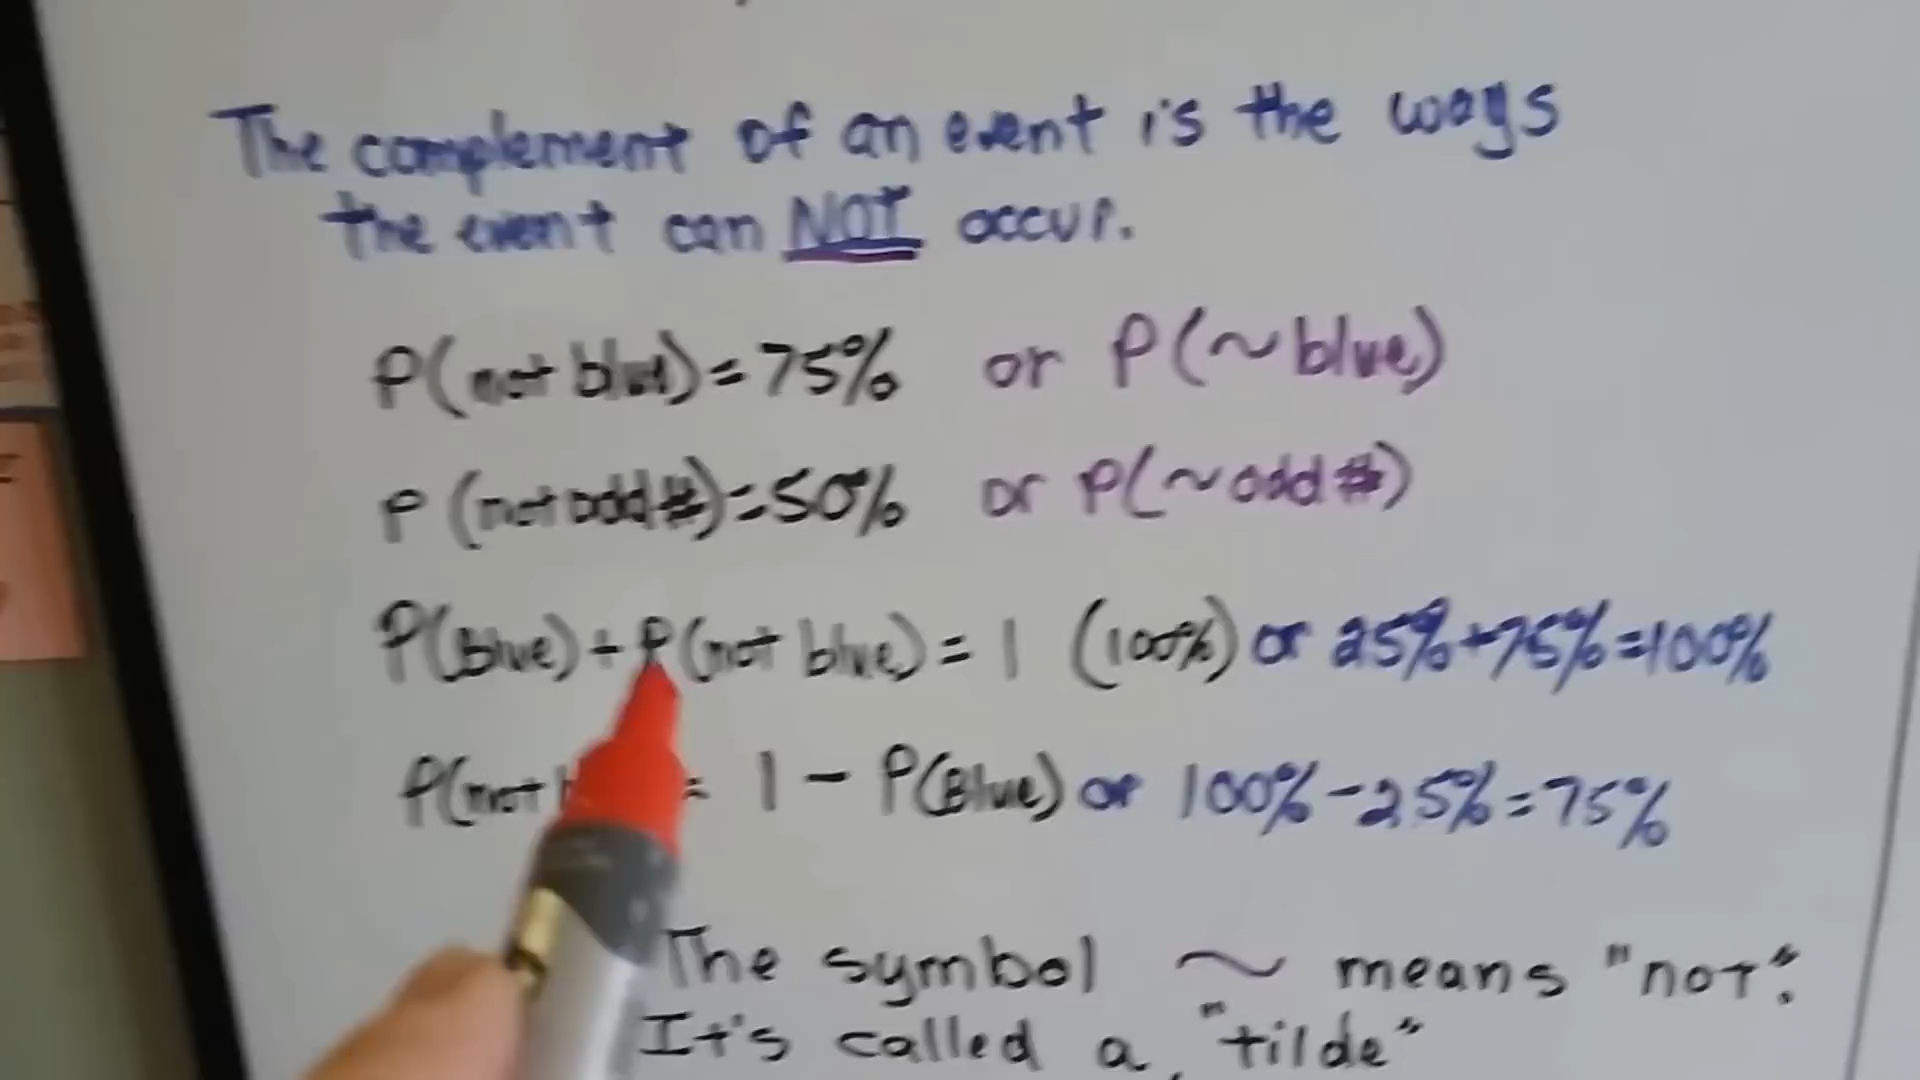 The complement of an event is the ways
the event can NOT occur.
P(not blue)=75% or P(~blue)
P(not odd#)=50% or P(~odd#)
P(Blue)+P(not blue)=1 (100%) or 25%+75%=100%
P(not = 1 - P(Blue) or 100%-25%=75%
The symbol ~ means "not".
It's called a "tilde"